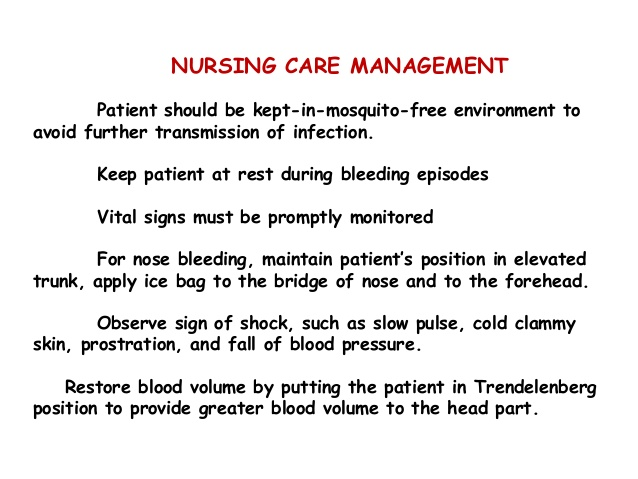 NURSING CARE MANAGEMENT
Patient should be kept-in-mosquito-free environment to
avoid further transmission of infection.
Keep patient at rest during bleeding episodes
Vital signs must be promptly monitored
For nose bleeding, maintain patient's position in elevated
trunk, apply ice bag to the bridge of nose and to the forehead.
Observe sign of shock, such as slow pulse, cold clammy
skin, prostration, and fall of blood pressure.
Restore blood volume by putting the patient in Trendelenberg
position to provide greater blood volume to the head part.